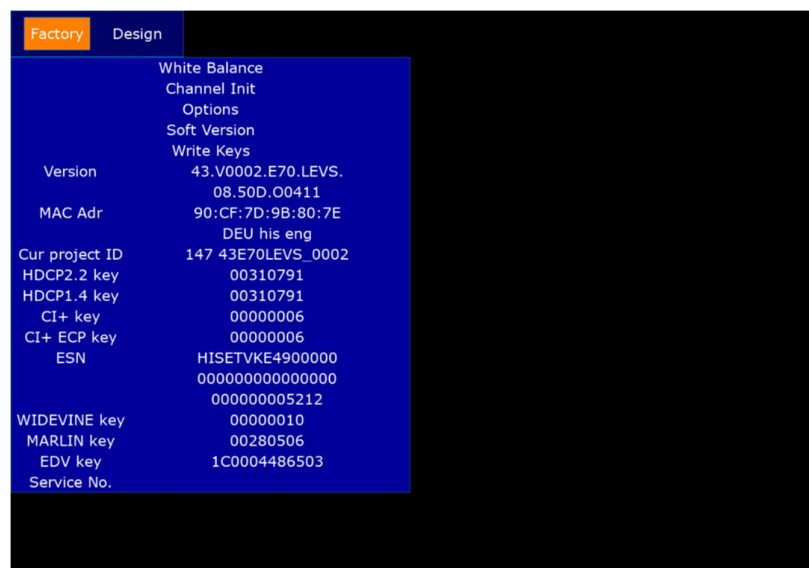 Factory Design
White Balance
Channel Init
Options
Soft Version
Write Keys
Version 43.V0002.E70.LEVS.
08.50D.O0411
MAC Adr 90:CF:7D:9B:80:7E
DEU his eng
Cur project ID 147 43E70LEVS_0002
HDCP2.2 key 00310791
HDCP1.4 key 00310791
CI+ key 00000006
CI+ ECP key 00000006
ESN HISETVKE4900000
000000000000000
000000005212
WIDEVINE key 00000010
MARLIN key 00280506
EDV key 1C0004486503
Service No.